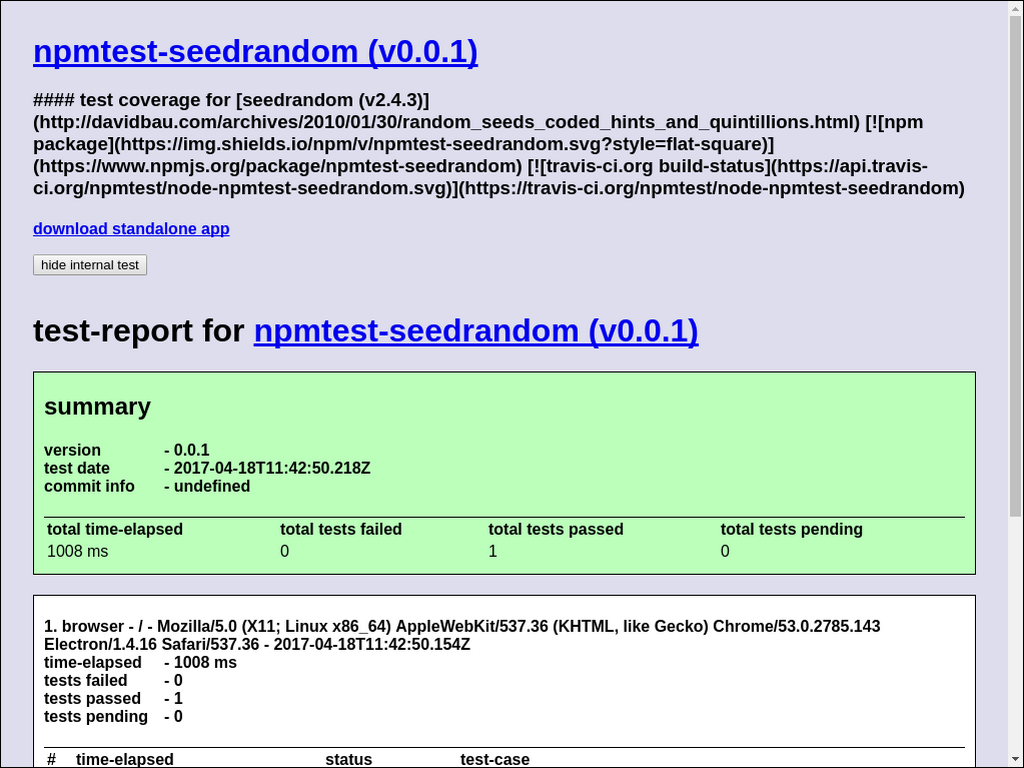 npmtest-seedrandom (v0.0.1)
#### test coverage for [seedrandom (v2.4.3)]
(http://davidbau.com/archives/2010/01/30/random_seeds_coded_hints_and_quintillions.html) [![npm
package](https://img.shields.io/npm/v/npmtest-seedrandom.svg?style=flat-square)]
(https://www.npmjs.org/package/npmtest-seedrandom) [![travis-ci.org build-status](https://api.travis-
ci.org/npmtest/node-npmtest-seedrandom.svg)](https://travis-ci.org/npmtest/node-npmtest-seedrandom)
download standalone app
hide internal test
test-report for npmtest-seedrandom (v0.0.1)
summary
version - 0.0.1
test date - 2017-04-18T11:42:50.218Z
commit info - undefined
total time-elapsed total tests failed total tests passed total tests pending
1008 ms 0 1 0
1. browser - / - Mozilla/5.0 (X11; Linux x86_64) AppleWebKit/537.36 (KHTML, like Gecko) Chrome/53.0.2785.143
Electron/1.4.16 Safari/537.36 - 2017-04-18T11:42:50.154Z
time-elapsed - 1008 ms
tests failed - 0
tests passed - 1
tests pending - 0
# time-elapsed status test-case